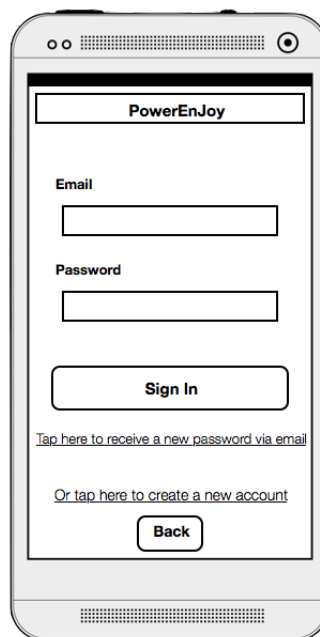 PowerEnJoy
Email
Password
Sign In
Tap here to receive a new password via email
Or tap here to create a new account
Back